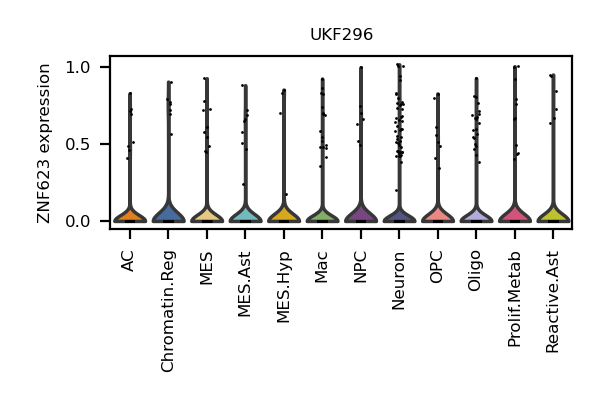 UKF296
ZNF623 expression
1.0
0.5
0.0
AC
Chromatin.Reg
MES
MES.Ast
MES.Hyp
Mac
NPC
Neuron
OPC
Oligo
Prolif.Metab
Reactive.Ast